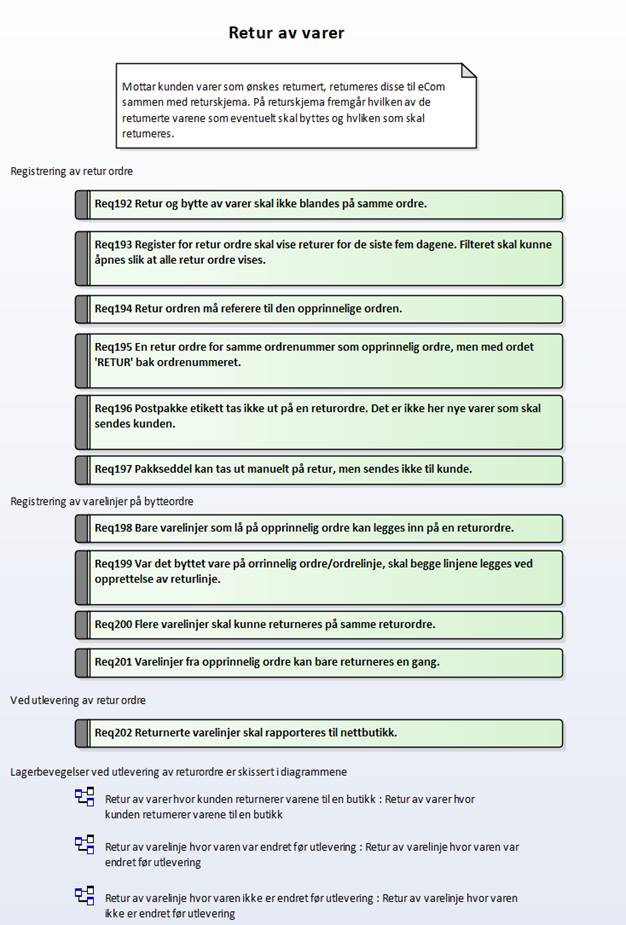 Retur av varer
Mottar kunden varer som ønskes returnert, returneres disse til eCom
sammen med returskjema. På returskjema fremgår hvilken av de
returnerte varene som eventuelt skal byttes og hvliken som skal
returneres.
Registrering av retur ordre
Req192 Retur og bytte av varer skal ikke blandes på samme ordre.
Req193 Register for retur ordre skal vise returer for de siste fem dagene. Filteret skal kunne
åpnes slik at alle retur ordre vises.
Req194 Retur ordren må referere til den opprinnelige ordren.
Req195 En retur ordre for samme ordrenummer som opprinnelig ordre, men med ordet
'RETUR' bak ordrenummeret.
Req196 Postpakke etikett tas ikke ut på en returordre. Det er ikke her nye varer som skal
sendes kunden.
Req197 Pakkseddel kan tas ut manuelt på retur, men sendes ikke til kunde.
Registrering av varelinjer på bytteordre
Req198 Bare varelinjer som lå på opprinnelig ordre kan legges inn på en returordre.
Req199 Var det byttet vare på orrinnelig ordre/ordrelinje, skal begge linjene legges ved
opprettelse av returlinje.
Req200 Flere varelinjer skal kunne returneres på samme returordre.
Req201 Varelinjer fra opprinnelig ordre kan bare returneres en gang.
Ved utlevering av retur ordre
Req202 Returnerte varelinjer skal rapporteres til nettbutikk.
Lagerbevegelser ved utlevering av returordre er skissert i diagrammene
Retur av varer hvor kunden returnerer varene til en butikk : Retur av varer hvor
kunden returnerer varene til en butikk
Retur av varelinje hvor varen var endret før utlevering : Retur av varelinje hvor varen var
endret før utlevering
Retur av varelinje hvor varen ikke er endret før utlevering : Retur av varelinje hvor varen
ikke er endret før utlevering